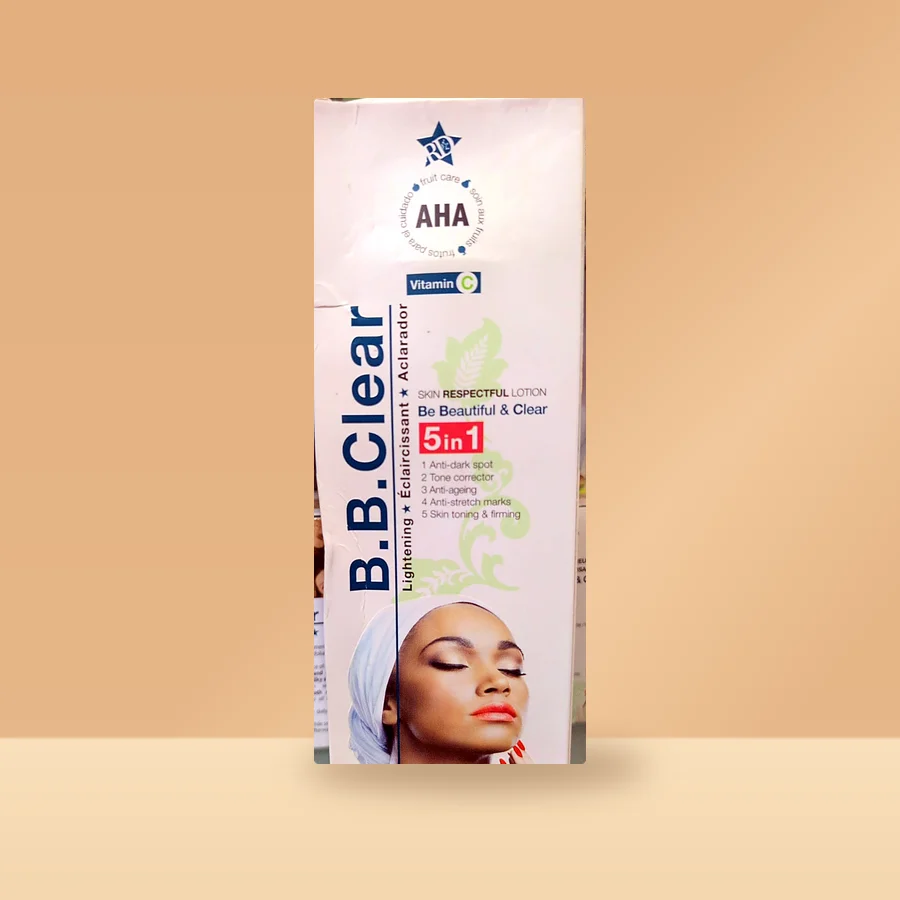 RD
fruit care
soin aux fruits
frutos para el cuidado
AHA
Vitamin C
B.B.Clear
Lightening ★ Éclaircissant ★ Aclarador
SKIN RESPECTFUL LOTION
Be Beautiful & Clear
5in1
1 Anti-dark spot
2 Tone corrector
3 Anti-ageing
4 Anti-stretch marks
5 Skin toning & firming